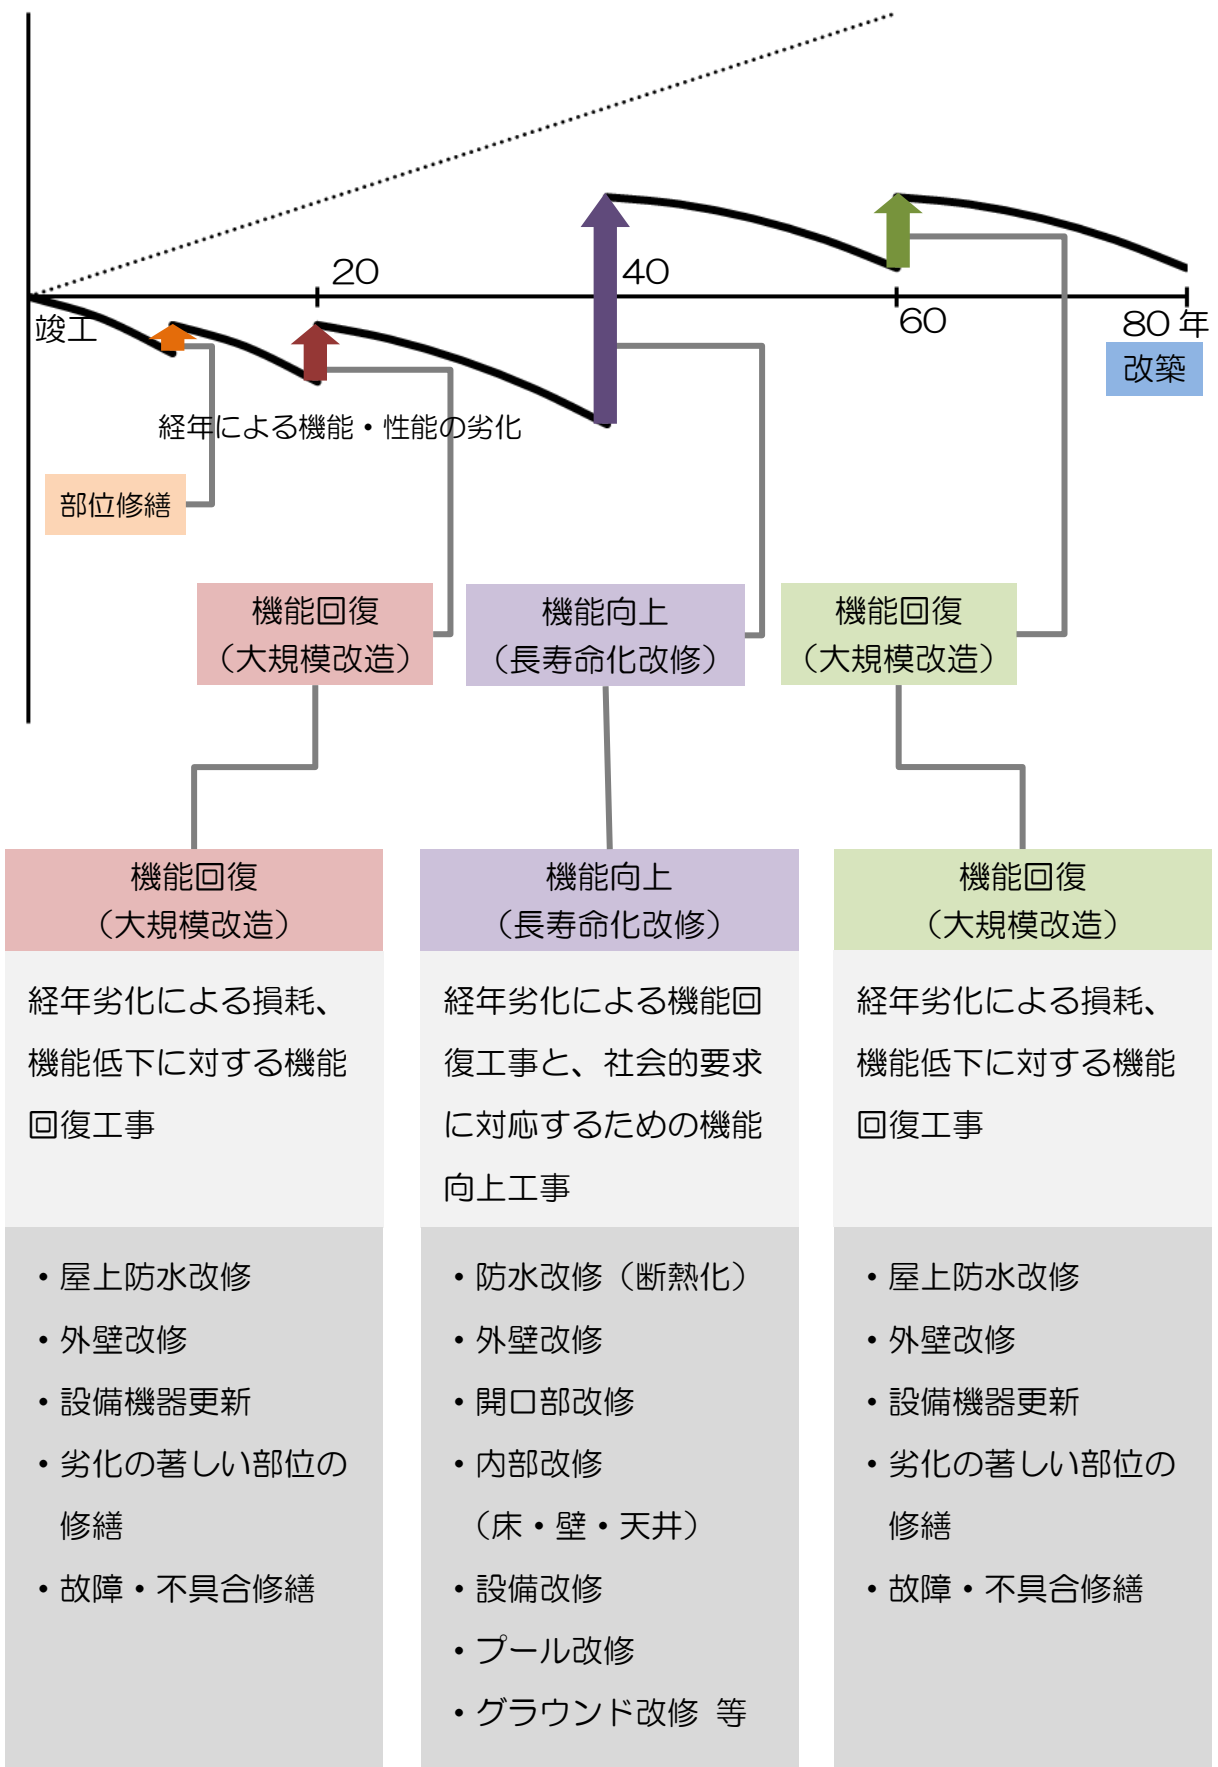 20
40
竣工
60
80 年
改築
経年による機能・性能の劣化
部位修繕
機能回復
（大規模改造）
機能向上
（長寿命化改修）
機能回復
（大規模改造）
機能回復
（大規模改造）
経年劣化による損耗、
機能低下に対する機能
回復工事
・屋上防水改修
・外壁改修
・設備機器更新
・劣化の著しい部位の
修繕
・故障・不具合修繕
機能向上
（長寿命化改修）
経年劣化による機能回
復工事と、社会的要求
に対応するための機能
向上工事
・防水改修（断熱化）
・外壁改修
・開口部改修
・内部改修
（床・壁・天井）
・設備改修
・プール改修
・グラウンド改修 等
機能回復
（大規模改造）
経年劣化による損耗、
機能低下に対する機能
回復工事
・屋上防水改修
・外壁改修
・設備機器更新
・劣化の著しい部位の
修繕
・故障・不具合修繕